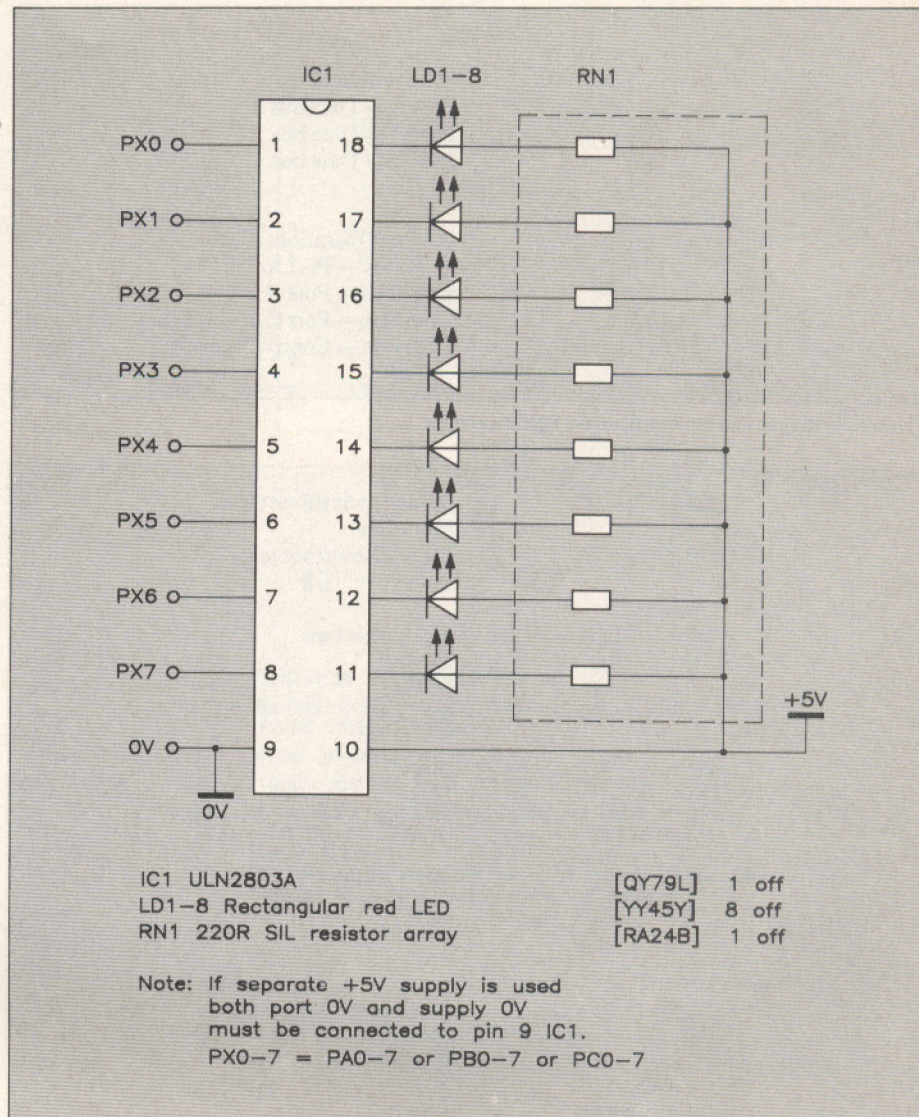 IC1 LD1-8 RN1
PX0 1 18
PX1 2 17
PX2 3 16
PX3 4 15
PX4 5 14
PX5 6 13
PX6 7 12
PX7 8 11
+5V
0V 9 10
0V
IC1 ULN2803A [QY79L] 1 off
LD1-8 Rectangular red LED [YY45Y] 8 off
RN1 220R SIL resistor array [RA24B] 1 off
Note: If separate +5V supply is used
both port 0V and supply 0V
must be connected to pin 9 IC1.
PX0-7 = PA0-7 or PB0-7 or PC0-7